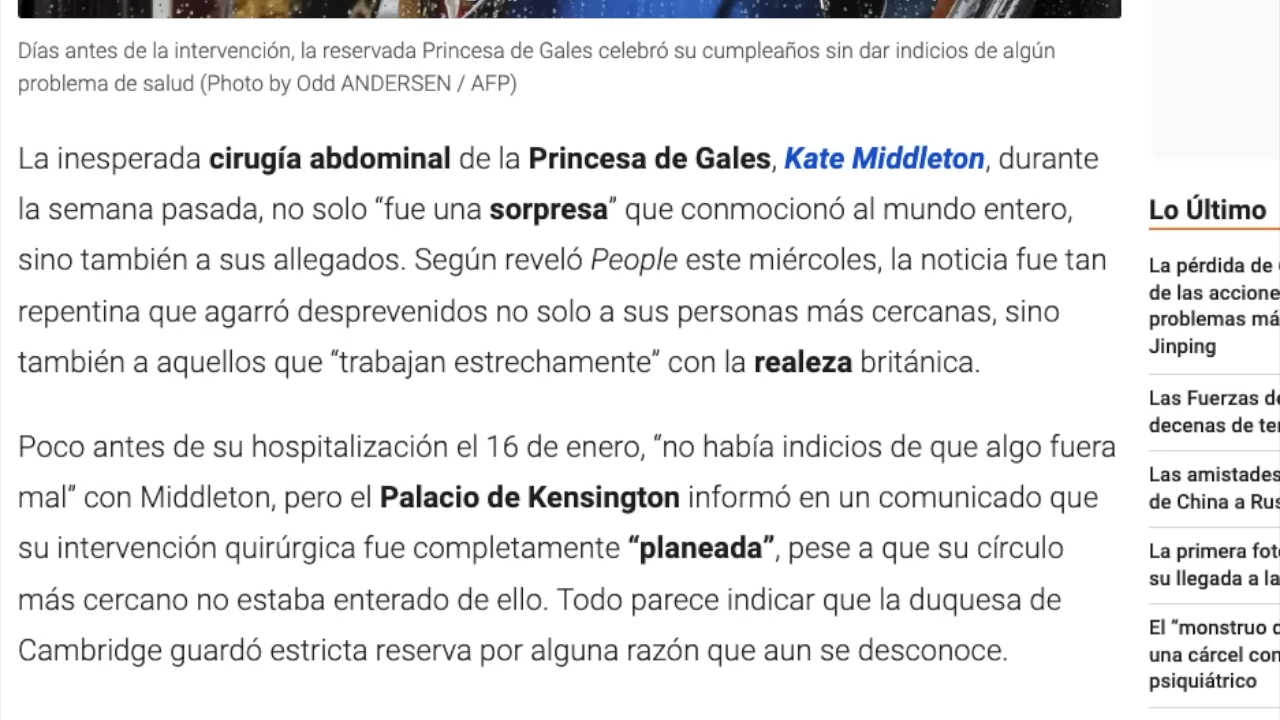 Días antes de la intervención, la reservada Princesa de Gales celebró su cumpleaños sin dar indicios de algún
problema de salud (Photo by Odd ANDERSEN / AFP)
La inesperada cirugía abdominal de la Princesa de Gales, Kate Middleton, durante
la semana pasada, no solo “fue una sorpresa” que conmocionó al mundo entero,
sino también a sus allegados. Según reveló People este miércoles, la noticia fue tan
repentina que agarró desprevenidos no solo a sus personas más cercanas, sino
también a aquellos que “trabajan estrechamente” con la realeza británica.
Poco antes de su hospitalización el 16 de enero, “no había indicios de que algo fuera
mal” con Middleton, pero el Palacio de Kensington informó en un comunicado que
su intervención quirúrgica fue completamente “planeada”, pese a que su círculo
más cercano no estaba enterado de ello. Todo parece indicar que la duquesa de
Cambridge guardó estricta reserva por alguna razón que aun se desconoce.
Lo Último
La pérdida de
de las accione
problemas má
Jinping
Las Fuerzas de
decenas de te
Las amistades
de China a Rus
La primera fot
su llegada a la
El “monstruo
una cárcel con
psiquiátrico